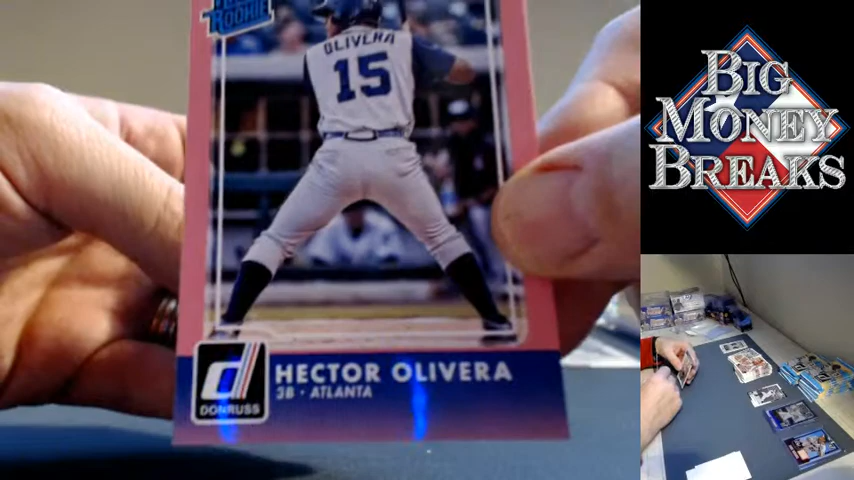 ROOKIE
OLIVERA
15
DONRUSS
HECTOR OLIVERA
3B · ATLANTA
BIG
MONEY
BREAKS